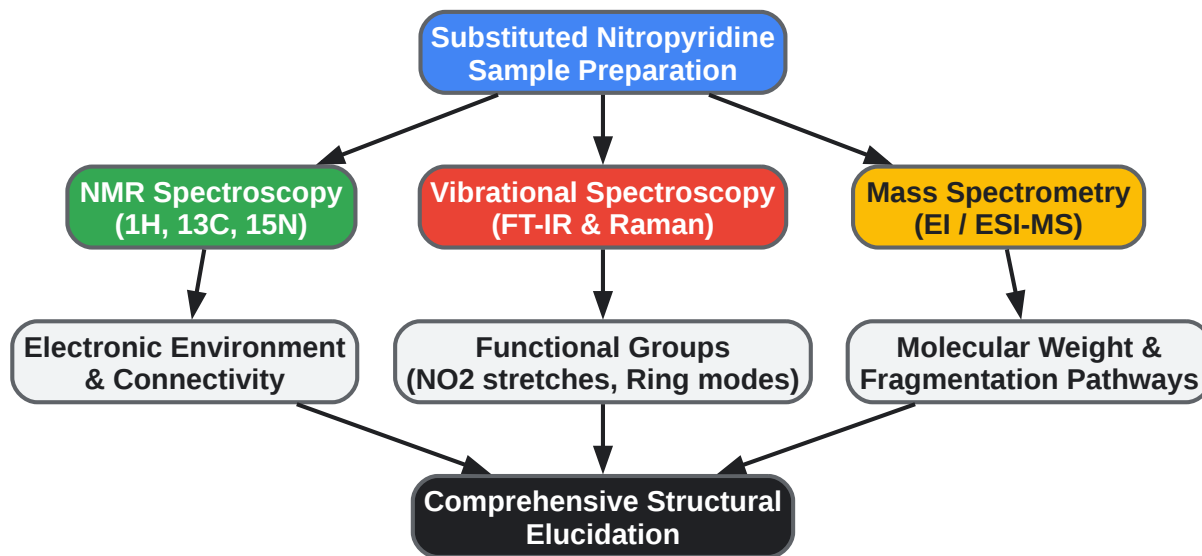 Substituted Nitropyridine
Sample Preparation
NMR Spectroscopy
(1H, 13C, 15N)
Vibrational Spectroscopy
(FT-IR & Raman)
Mass Spectrometry
(EI / ESI-MS)
Electronic Environment
& Connectivity
Functional Groups
(NO2 stretches, Ring modes)
Molecular Weight &
Fragmentation Pathways
Comprehensive Structural
Elucidation